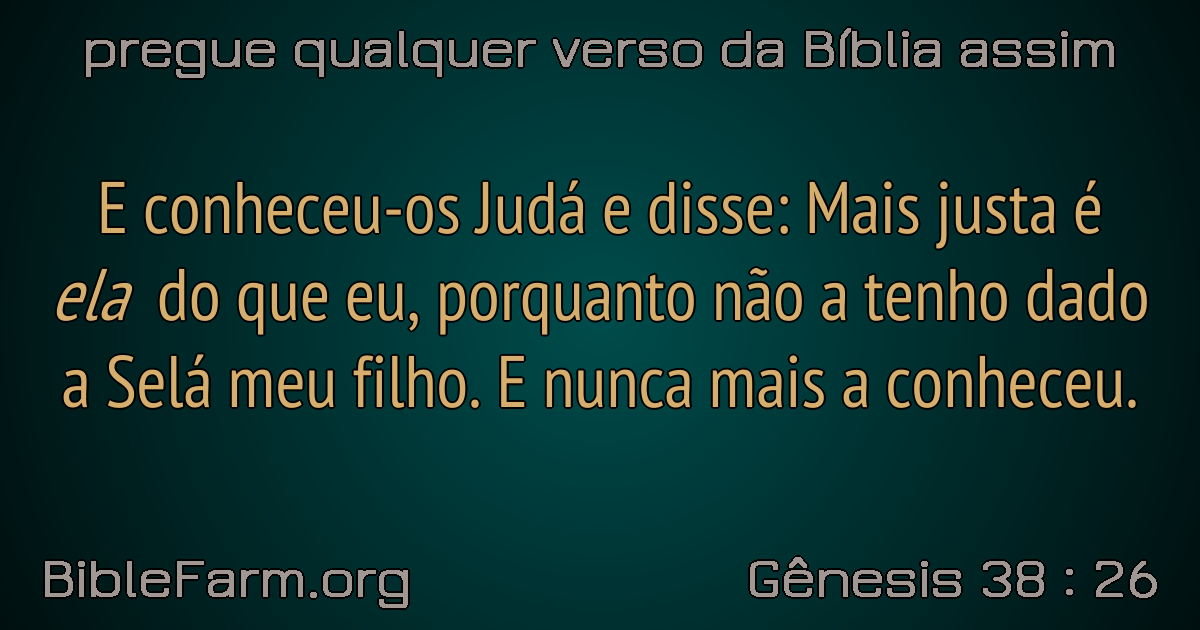 pregue qualquer verso da Bíblia assim
E conheceu-os Judá e disse: Mais justa é
ela do que eu, porquanto não a tenho dado
a Selá meu filho. E nunca mais a conheceu.
BibleFarm.org
Gênesis 38 : 26